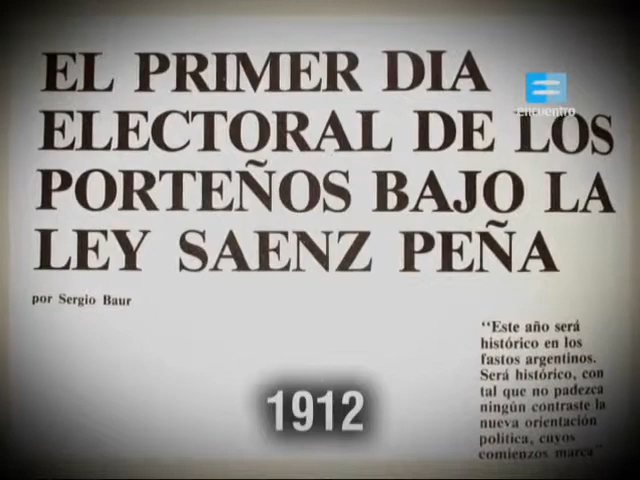 EL PRIMER DIA
ELECTORAL DE LOS
PORTEÑOS BAJO LA
LEY SAENZ PEÑA
encuentro
por Sergio Baur
"Este año será
histórico en los
fastos argentinos.
Será histórico, con
tal que no padezca
ningún contraste la
nueva orientación
política, cuyos
comienzos marca"
1912